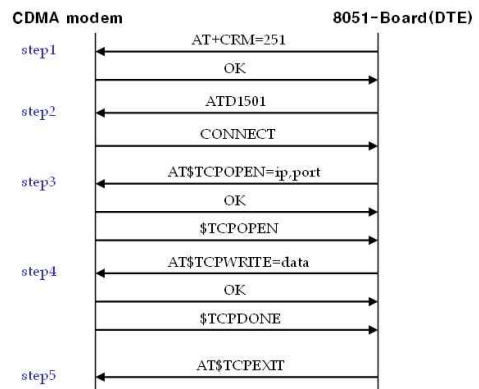 CDMA modem 8051-Board(DTE)
step1 AT+CRM=251
OK
step2 ATD1501
CONNECT
step3 AT$TCPOPEN=ip,port
OK
$TCPOPEN
step4 AT$TCPWRITE=data
OK
$TCPDONE
step5 AT$TCPEXIT